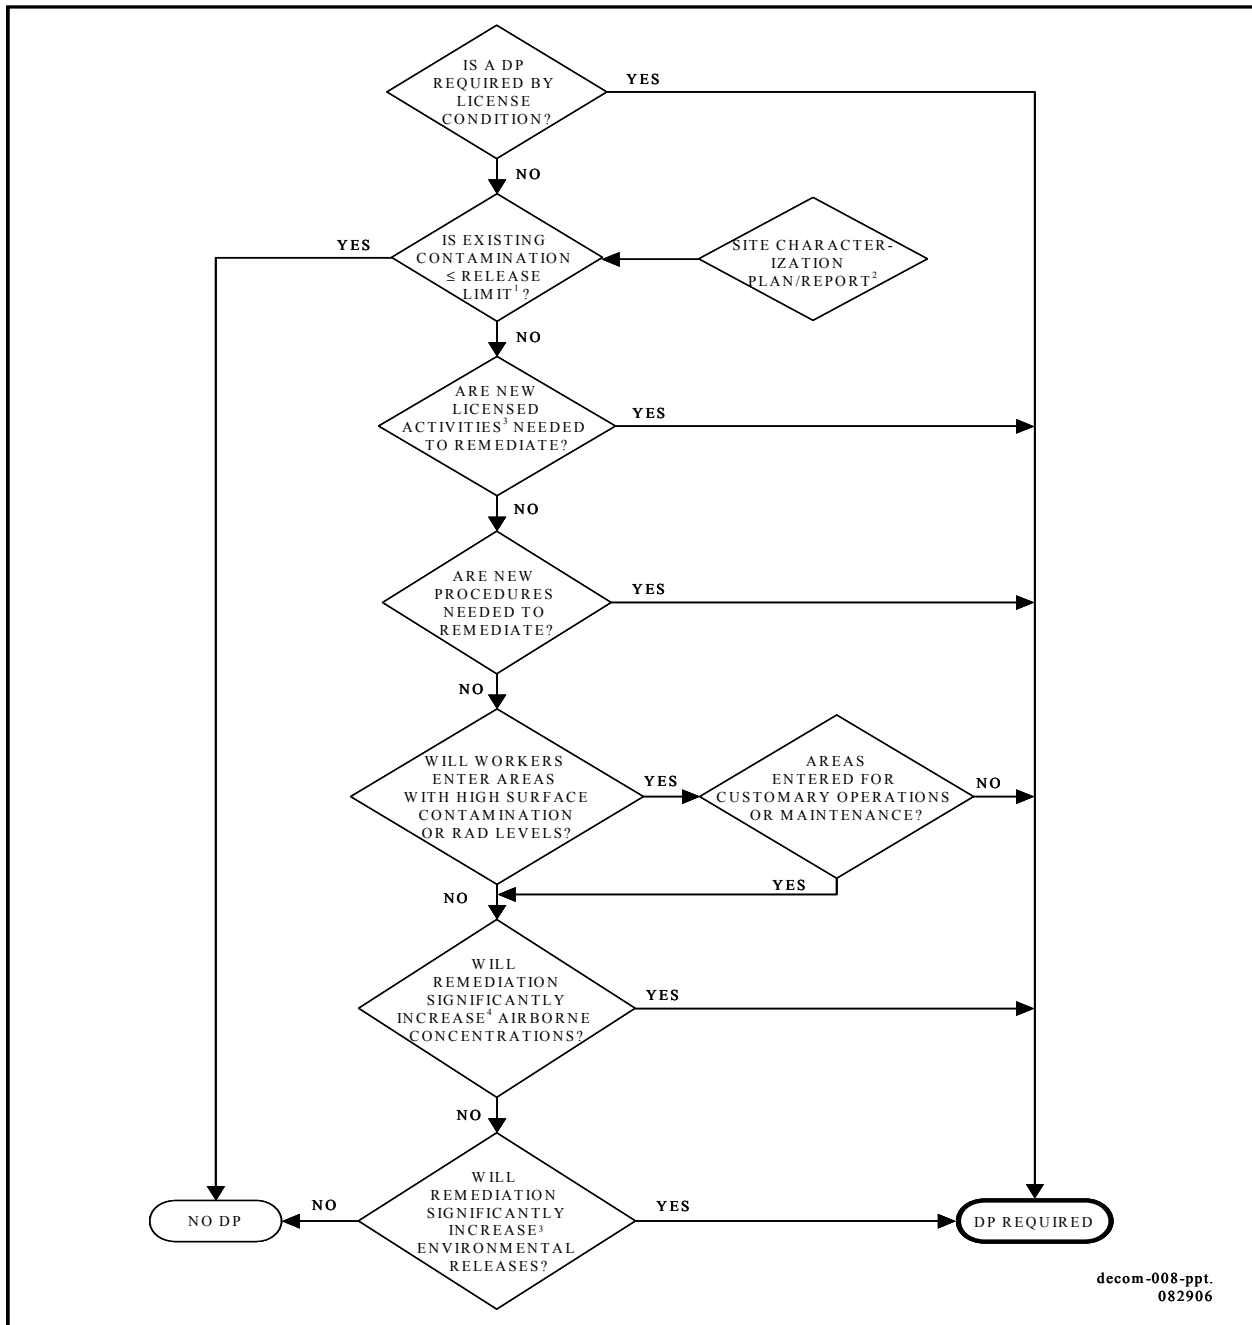 IS A DP
REQUIRED BY
LICENSE
CONDITION?
YES
NO
IS EXISTING
CONTAMINATION
≤ RELEASE
LIMIT¹?
YES
SITE CHARACTER-
IZATION
PLAN/REPORT²
NO
ARE NEW
LICENSED
ACTIVITIES³ NEEDED
TO REMEDIATE?
YES
NO
ARE NEW
PROCEDURES
NEEDED TO
REMEDIATE?
YES
NO
WILL WORKERS
ENTER AREAS
WITH HIGH SURFACE
CONTAMINATION
OR RAD LEVELS?
YES
AREAS
ENTERED FOR
CUSTOMARY OPERATIONS
OR MAINTENANCE?
NO
YES
NO
WILL
REMEDIATION
SIGNIFICANTLY
INCREASE⁴ AIRBORNE
CONCENTRATIONS?
YES
NO
WILL
REMEDIATION
SIGNIFICANTLY
INCREASE³
ENVIRONMENTAL
RELEASES?
NO
NO DP
YES
DP REQUIRED
decom-008-ppt.
082906